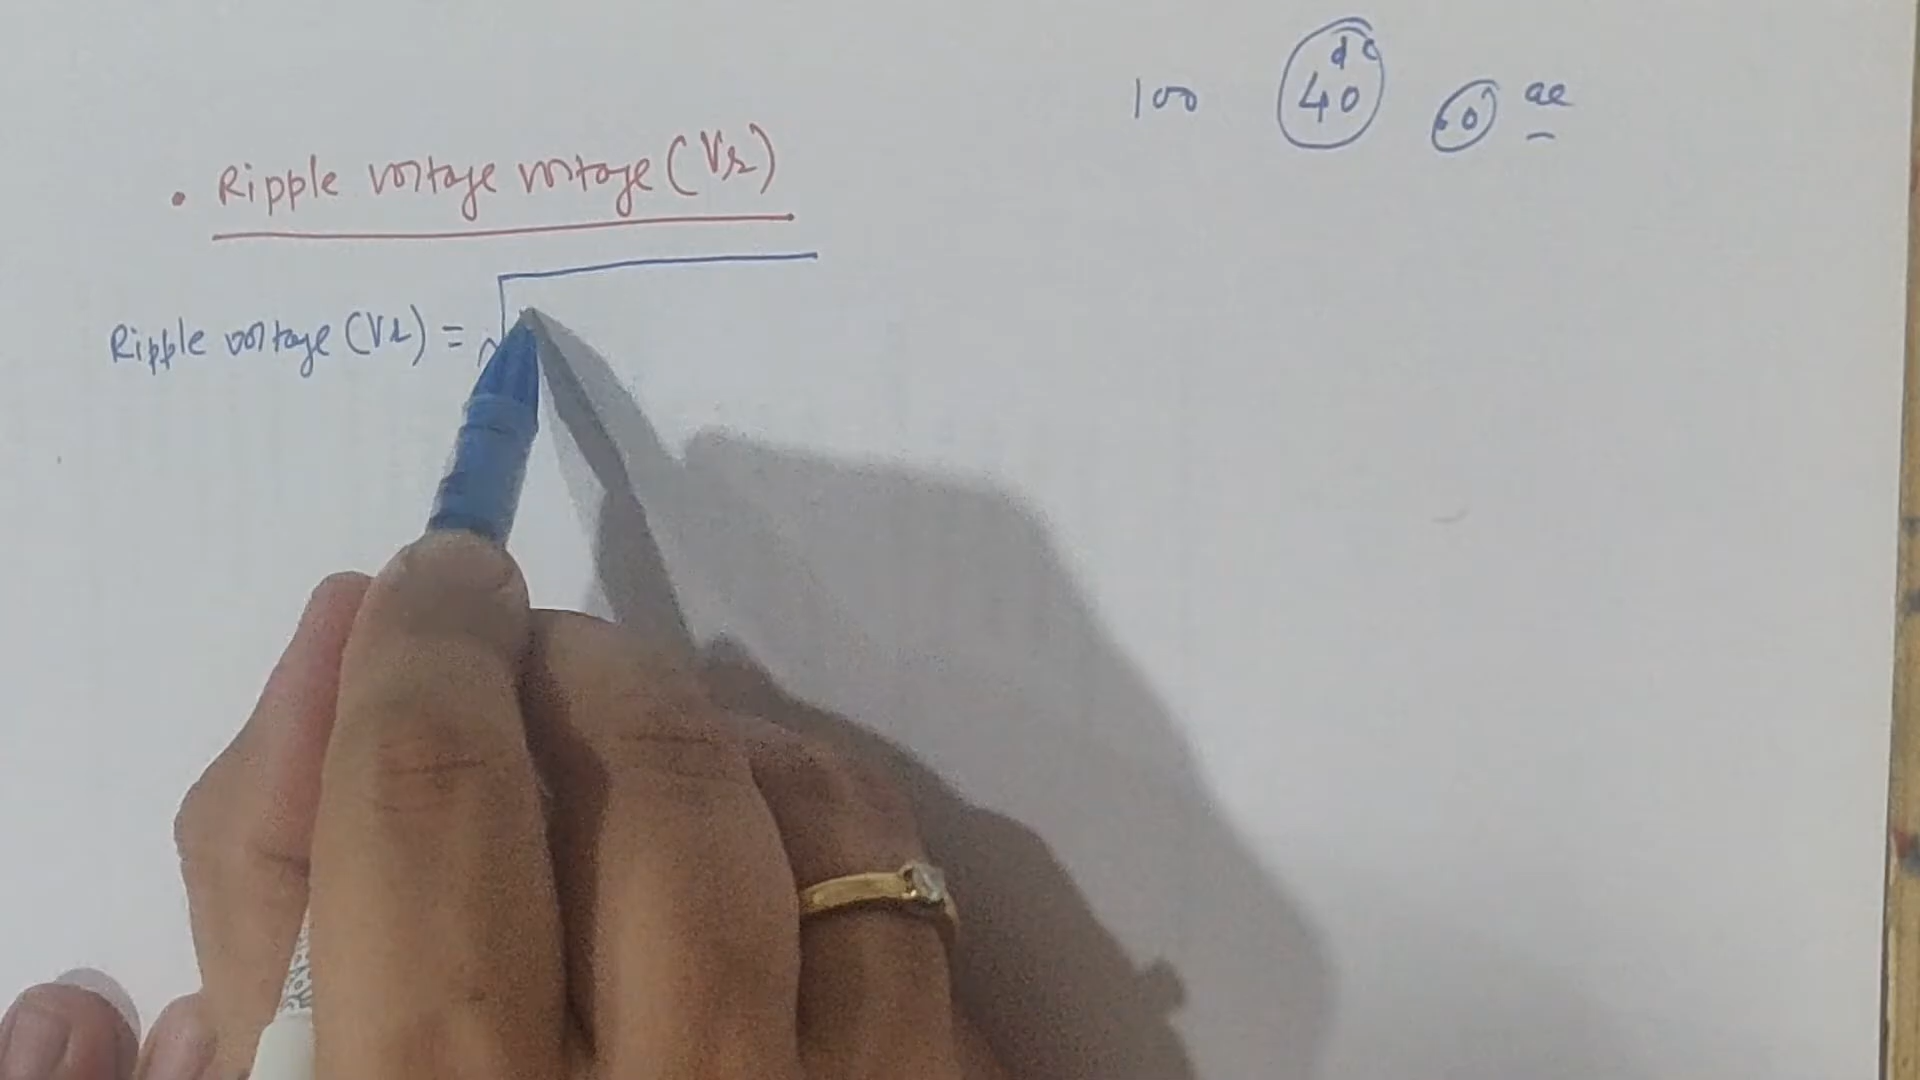 100 40 dc 60 ac
• Ripple voltage voltage (Vr)
Ripple voltage (Vr) = √